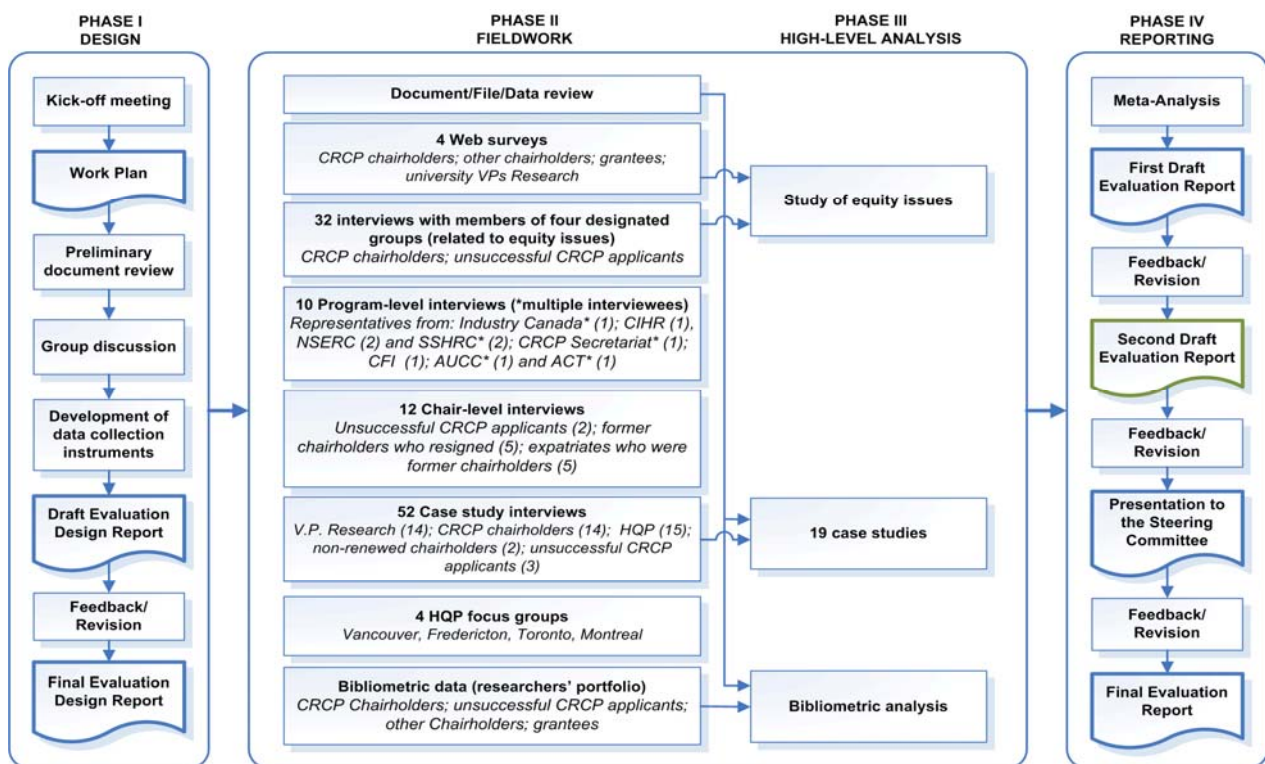 PHASE I
DESIGN
Kick-off meeting
Work Plan
Preliminary
document review
Group discussion
Development of
data collection
instruments
Draft Evaluation
Design Report
Feedback/
Revision
Final Evaluation
Design Report
PHASE II
FIELDWORK
Document/File/Data review
4 Web surveys
CRCP chairholders; other chairholders; grantees;
university VPs Research
32 interviews with members of four designated
groups (related to equity issues)
CRCP chairholders; unsuccessful CRCP applicants
10 Program-level interviews (*multiple interviewees)
Representatives from: Industry Canada* (1); CIHR (1),
NSERC (2) and SSHRC* (2); CRCP Secretariat* (1);
CFI (1); AUCC* (1) and ACT* (1)
12 Chair-level interviews
Unsuccessful CRCP applicants (2); former
chairholders who resigned (5); expatriates who were
former chairholders (5)
52 Case study interviews
V.P. Research (14); CRCP chairholders (14); HQP (15);
non-renewed chairholders (2); unsuccessful CRCP
applicants (3)
4 HQP focus groups
Vancouver, Fredericton, Toronto, Montreal
Bibliometric data (researchers' portfolio)
CRCP Chairholders; unsuccessful CRCP applicants;
other Chairholders; grantees
PHASE III
HIGH-LEVEL ANALYSIS
Study of equity issues
19 case studies
Bibliometric analysis
PHASE IV
REPORTING
Meta-Analysis
First Draft
Evaluation Report
Feedback/
Revision
Second Draft
Evaluation Report
Feedback/
Revision
Presentation to
the Steering
Committee
Feedback/
Revision
Final Evaluation
Report